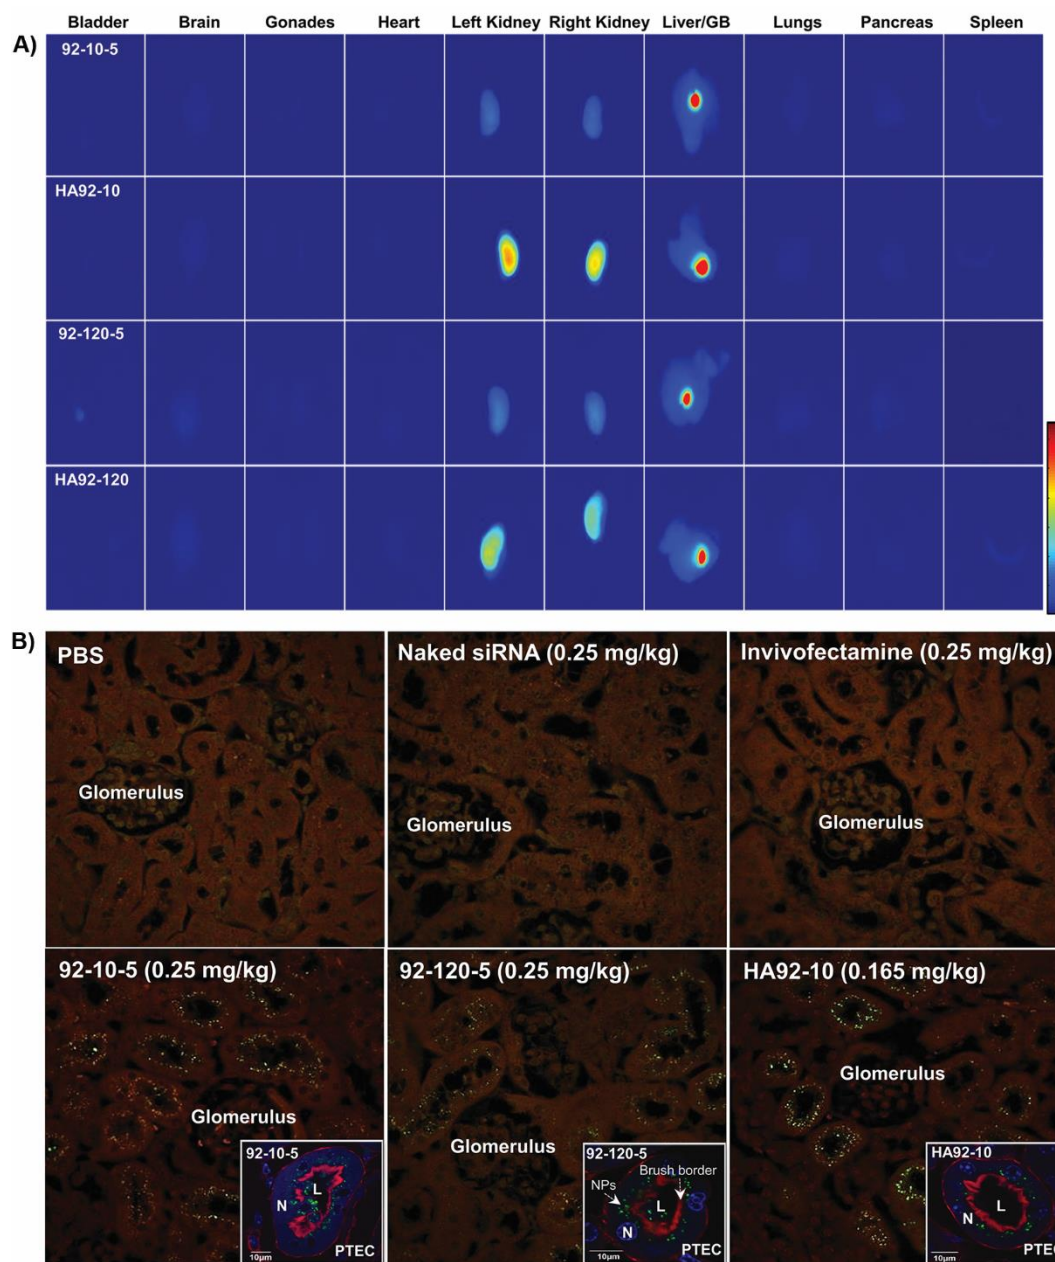 Bladder Brain Gonades Heart Left Kidney Right Kidney Liver/GB Lungs Pancreas Spleen
A)
92-10-5
HA92-10
92-120-5
HA92-120
B)
PBS
Naked siRNA (0.25 mg/kg)
Invivofectamine (0.25 mg/kg)
Glomerulus
Glomerulus
Glomerulus
92-10-5 (0.25 mg/kg)
92-120-5 (0.25 mg/kg)
HA92-10 (0.165 mg/kg)
Glomerulus
Glomerulus
Glomerulus
92-10-5
L
N
10µm
PTEC
92-120-5
Brush border
NPs
L
N
10µm
PTEC
HA92-10
L
N
10µm
PTEC